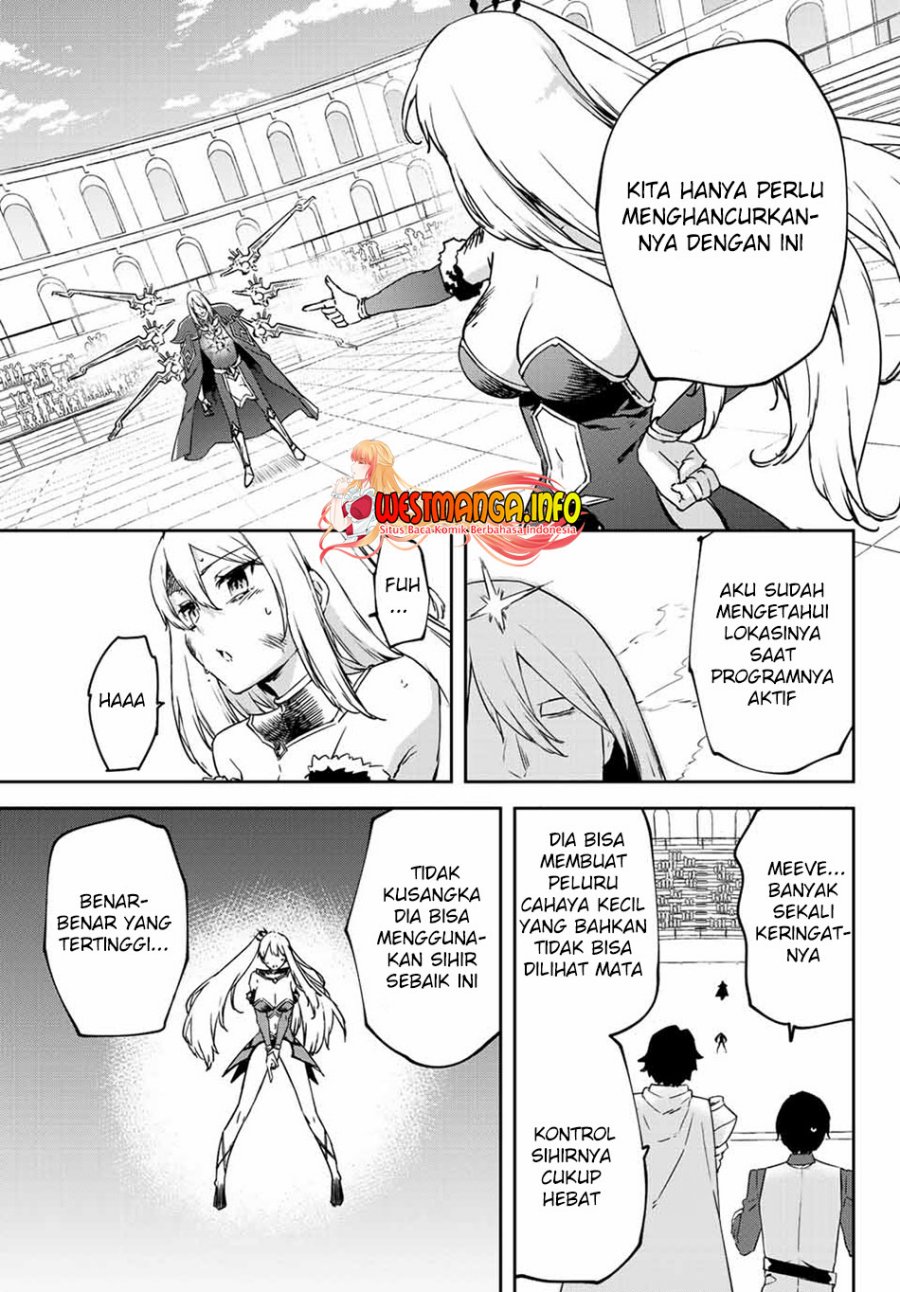 KITA HANYA PERLU
MENGHANCURKAN-
NYA DENGAN INI
WESTMANGA.INFO
Situs Baca Komik Berbahasa Indonesia
AKU SUDAH
MENGETAHUI
LOKASINYA
SAAT
PROGRAMNYA
AKTIF
FUH
...
HAAA
MEEVE...
BANYAK
SEKALI
KERINGAT-
NYA
DIA BISA
MEMBUAT
PELURU
CAHAYA KECIL
YANG BAHKAN
TIDAK BISA
DILIHAT MATA
KONTROL
SIHIRNYA
CUKUP
HEBAT
TIDAK
KUSANGKA
DIA BISA
MENGGUNA-
KAN SIHIR
SEBAIK INI
BENAR-
BENAR YANG
TERTINGGI...